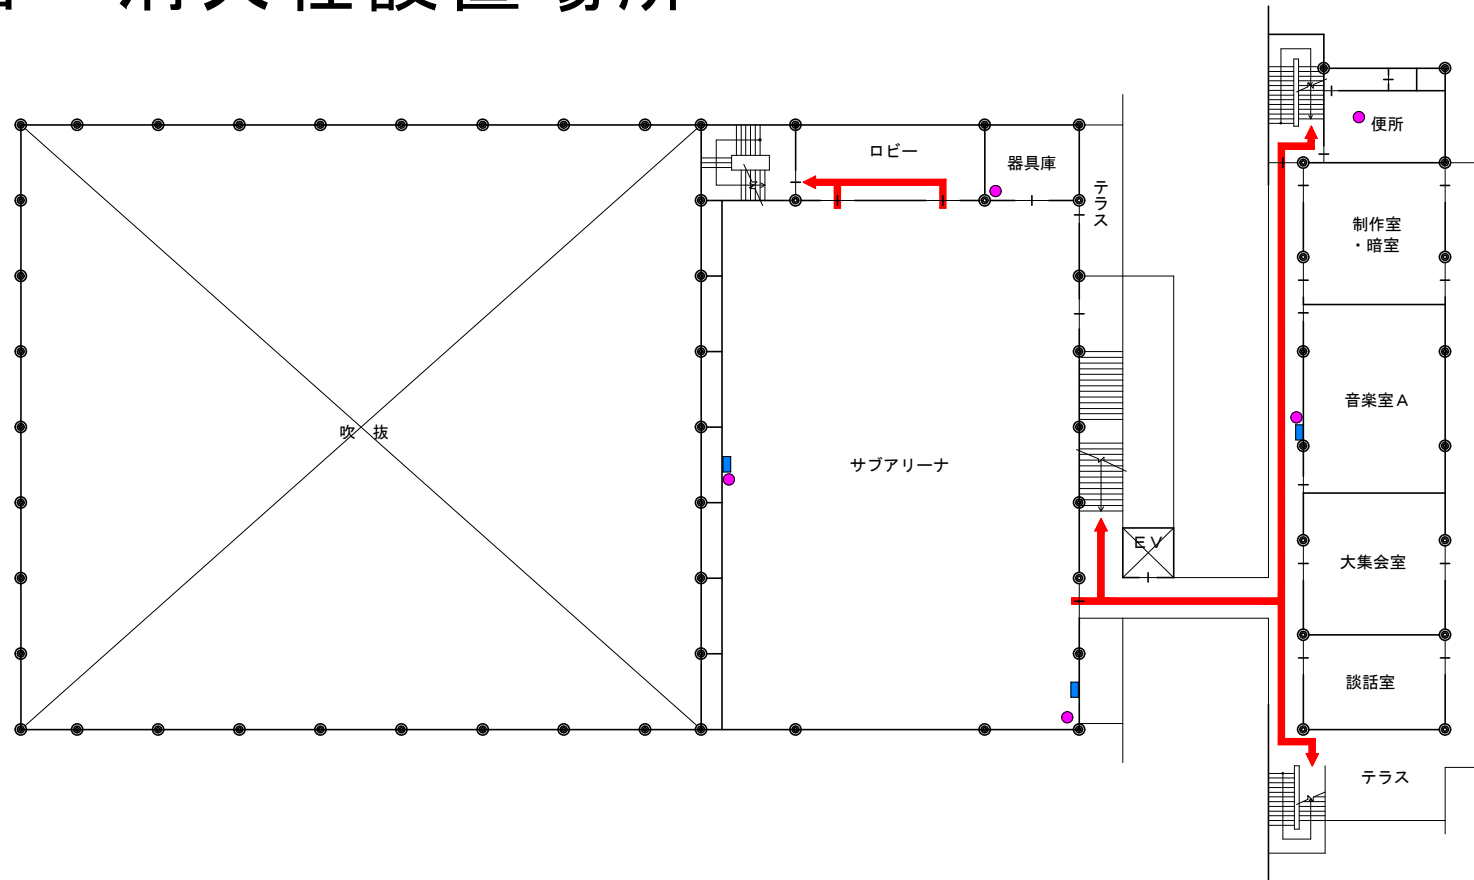 消火栓設置場所
便所
ロビー
器具庫
テラス
制作室
・暗室
音楽室A
吹 抜
サブアリーナ
EV
大集会室
談話室
テラス